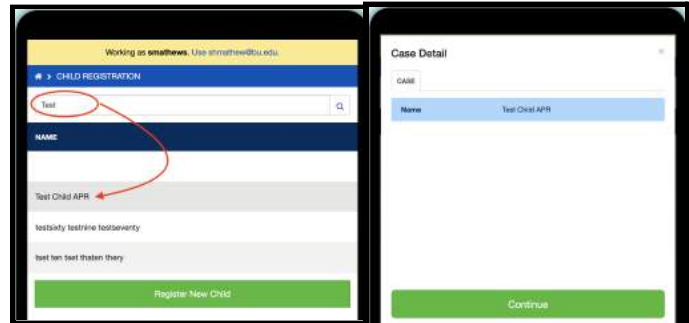 Working as smathews. Use shmathew@bu.edu.
> CHILD REGISTRATION
Test
NAME
Test Child APR
testsixty testnine testseventy
tset ten tset thaten thery
Register New Child
Case Detail
×
CASE
Name Test Child APR
Continue